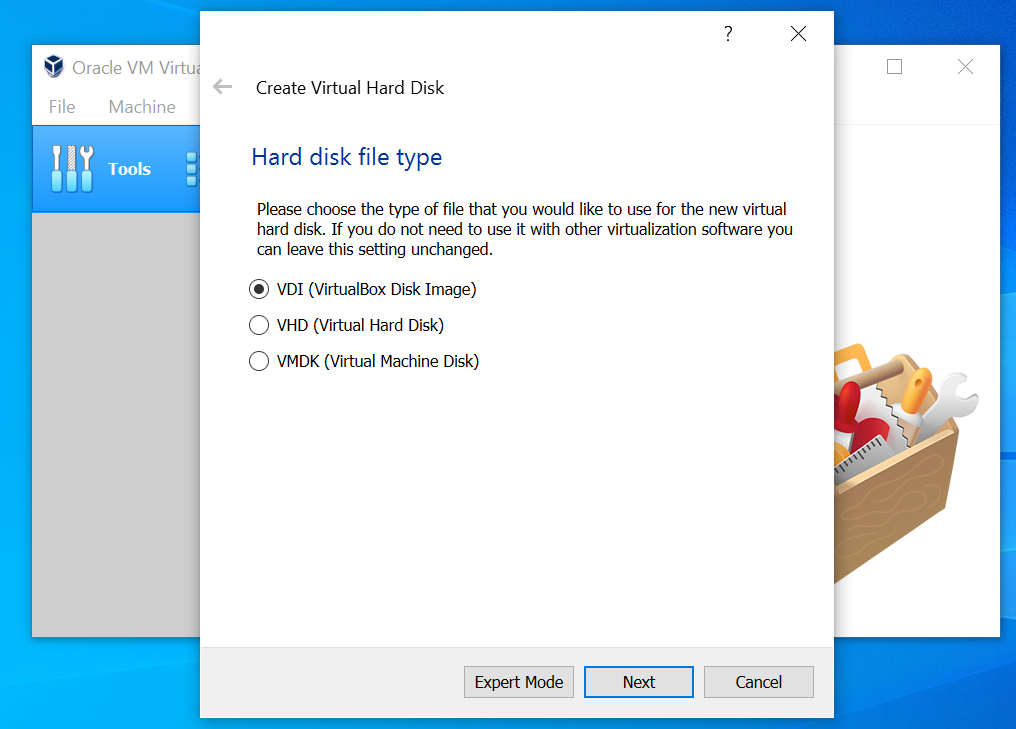 ?
Oracle VM Virtu
Create Virtual Hard Disk
File Machine
Hard disk file type
Tools
Please choose the type of file that you would like to use for the new virtual
hard disk. If you do not need to use it with other virtualization software you
can leave this setting unchanged.
VDI (VirtualBox Disk Image)
VHD (Virtual Hard Disk)
VMDK (Virtual Machine Disk)
Expert Mode Next Cancel